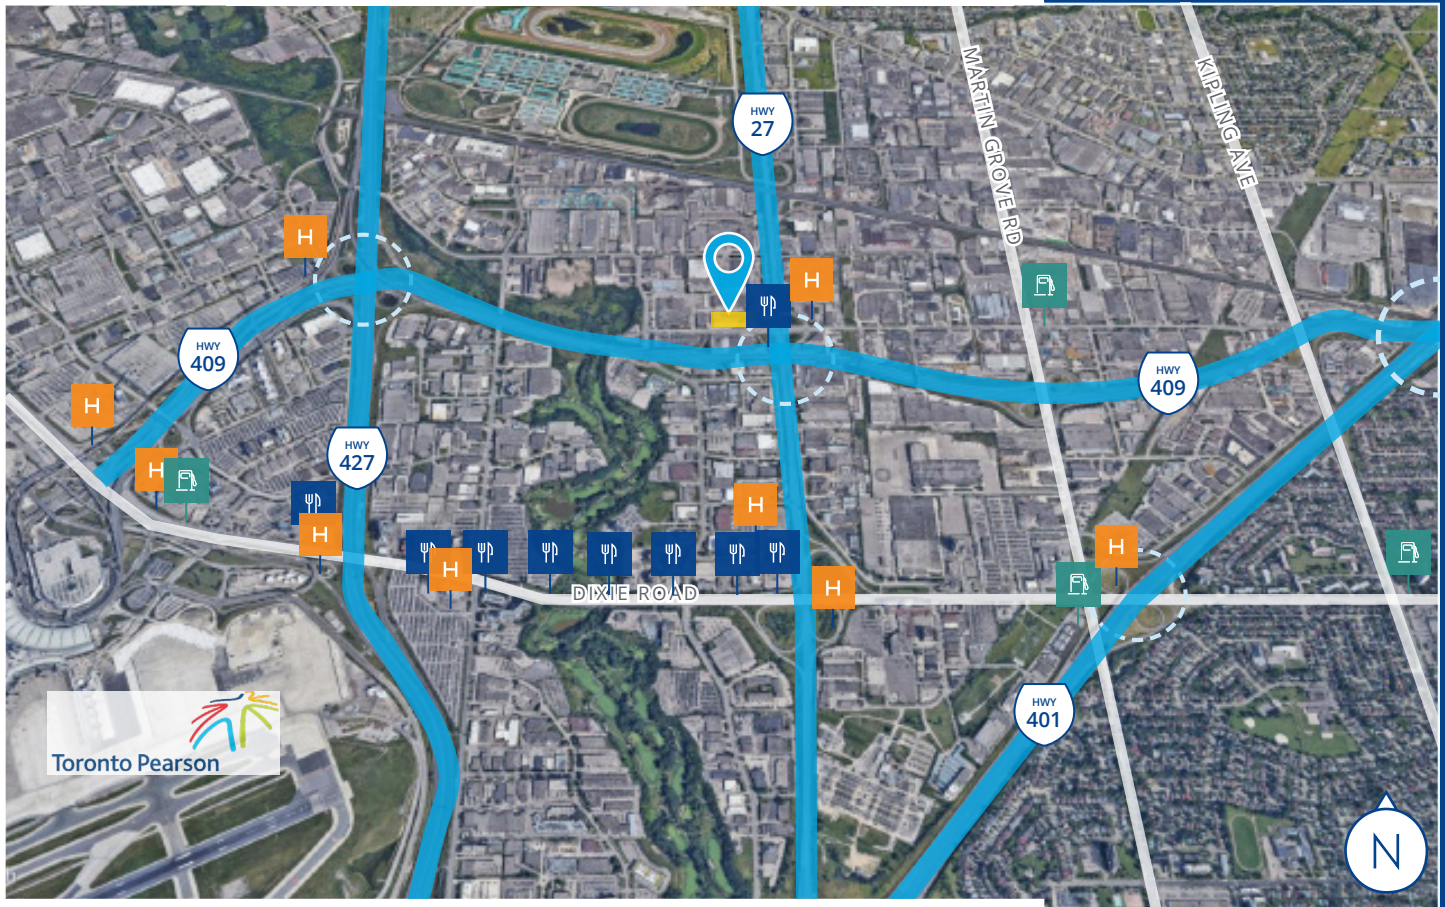 HWY
27
MARTIN GROVE RD
KIPLING AVE
H
H
HWY
409
HWY
409
H
HWY
427
H
H
H
H
H
H
DIXIE ROAD
HWY
401
Toronto Pearson
N